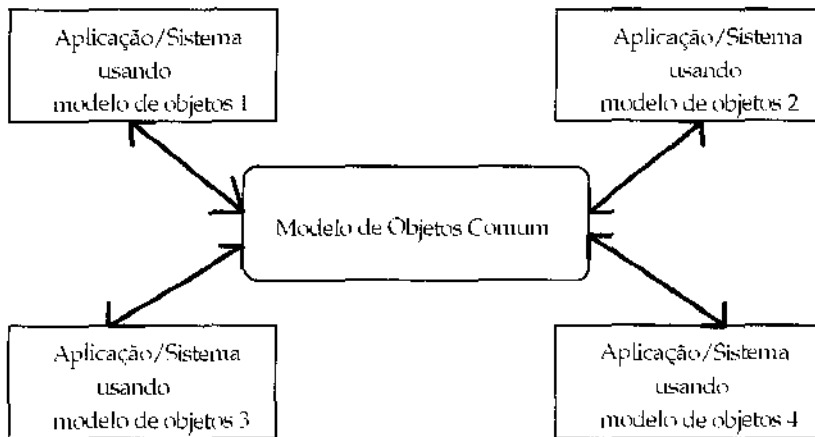 Aplicação/Sistema
usando
modelo de objetos 1
Aplicação/Sistema
usando
modelo de objetos 2
Modelo de Objetos Comum
Aplicação/Sistema
usando
modelo de objetos 3
Aplicação/Sistema
usando
modelo de objetos 4